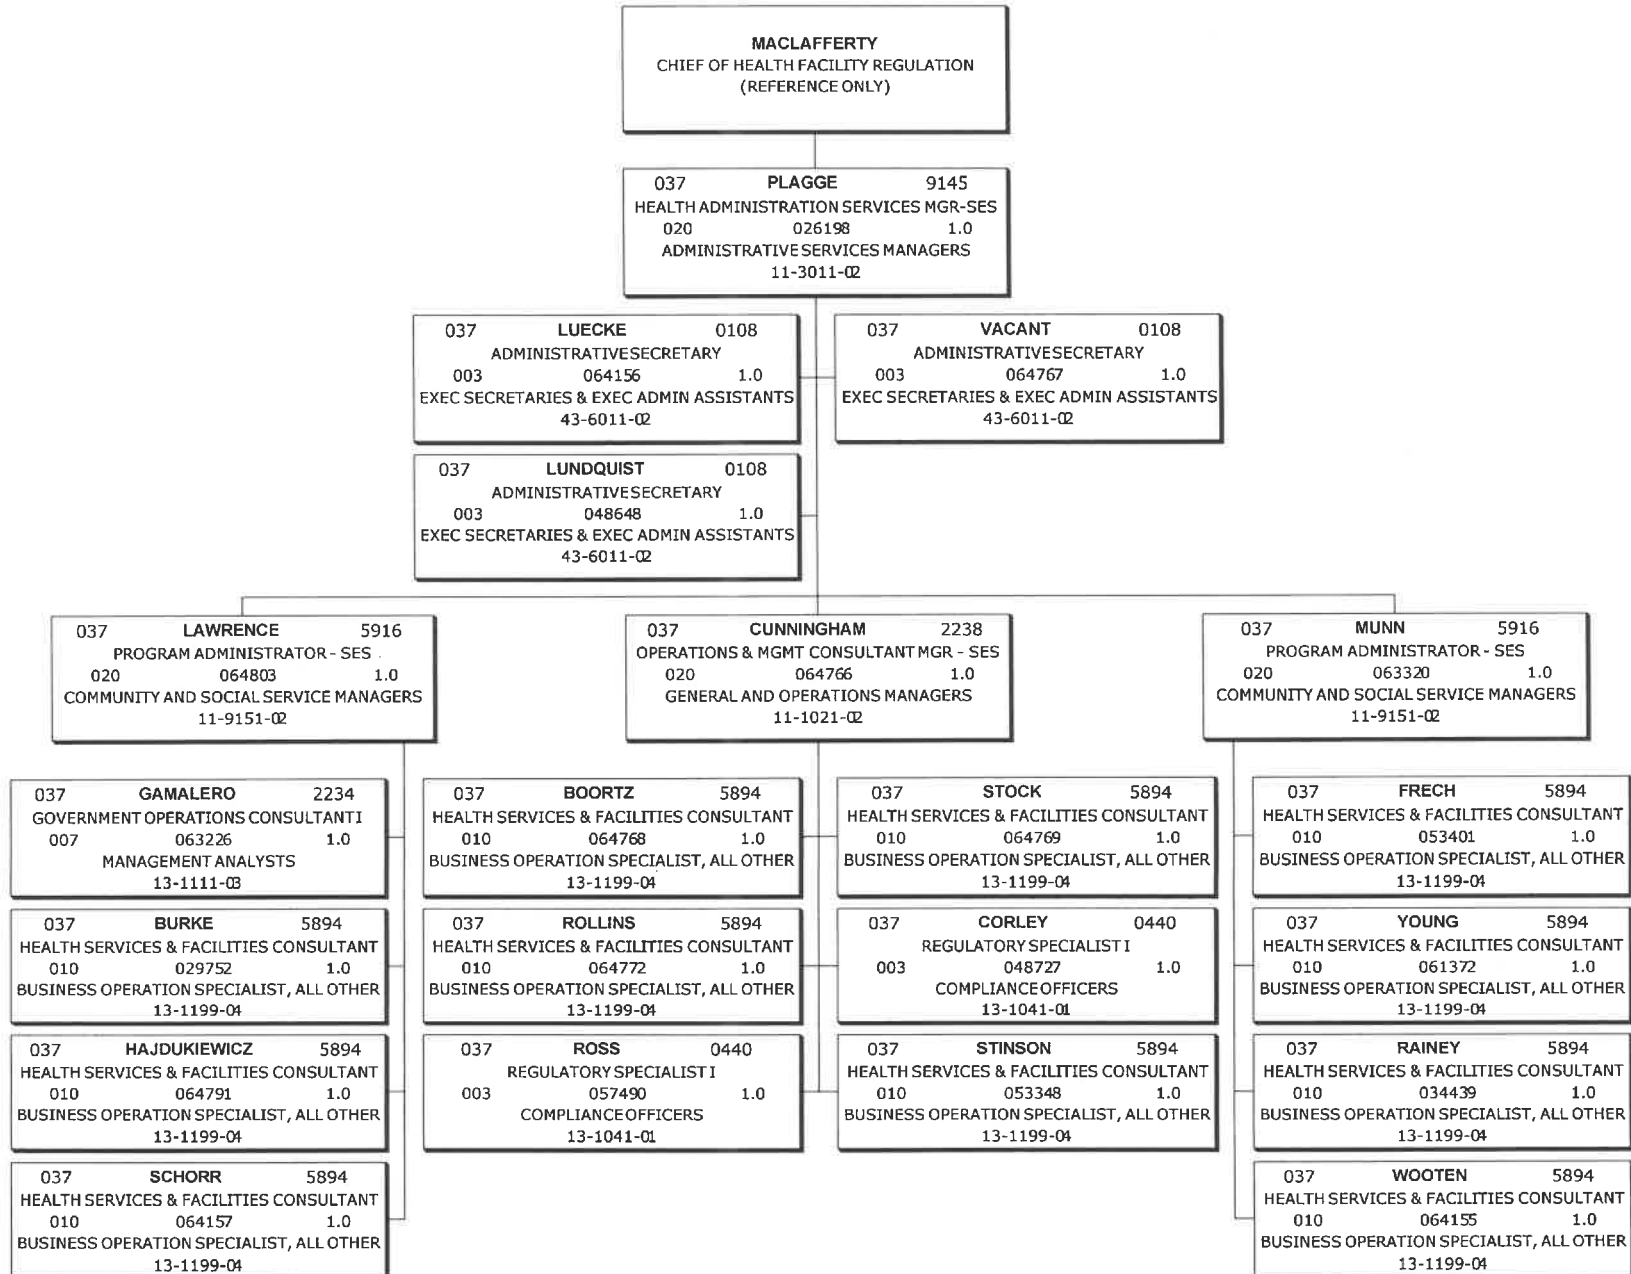 MACLAFFERTY
CHIEF OF HEALTH FACILITY REGULATION
(REFERENCE ONLY)
037 PLAGGE 9145
HEALTH ADMINISTRATION SERVICES MGR-SES
020 026198 1.0
ADMINISTRATIVE SERVICES MANAGERS
11-3011-02
037 LUECKE 0108
ADMINISTRATIVE SECRETARY
003 064156 1.0
EXEC SECRETARIES & EXEC ADMIN ASSISTANTS
43-6011-02
037 VACANT 0108
ADMINISTRATIVE SECRETARY
003 064767 1.0
EXEC SECRETARIES & EXEC ADMIN ASSISTANTS
43-6011-02
037 LUNDQUIST 0108
ADMINISTRATIVE SECRETARY
003 048648 1.0
EXEC SECRETARIES & EXEC ADMIN ASSISTANTS
43-6011-02
037 LAWRENCE 5916
PROGRAM ADMINISTRATOR - SES
020 064803 1.0
COMMUNITY AND SOCIAL SERVICE MANAGERS
11-9151-02
037 CUNNINGHAM 2238
OPERATIONS & MGMT CONSULTANT MGR - SES
020 064766 1.0
GENERAL AND OPERATIONS MANAGERS
11-1021-02
037 MUNN 5916
PROGRAM ADMINISTRATOR - SES
020 063320 1.0
COMMUNITY AND SOCIAL SERVICE MANAGERS
11-9151-02
037 GAMALERO 2234
GOVERNMENT OPERATIONS CONSULTANT I
007 063226 1.0
MANAGEMENT ANALYSTS
13-1111-03
037 BOORTZ 5894
HEALTH SERVICES & FACILITIES CONSULTANT
010 064768 1.0
BUSINESS OPERATION SPECIALIST, ALL OTHER
13-1199-04
037 STOCK 5894
HEALTH SERVICES & FACILITIES CONSULTANT
010 064769 1.0
BUSINESS OPERATION SPECIALIST, ALL OTHER
13-1199-04
037 FRECH 5894
HEALTH SERVICES & FACILITIES CONSULTANT
010 053401 1.0
BUSINESS OPERATION SPECIALIST, ALL OTHER
13-1199-04
037 BURKE 5894
HEALTH SERVICES & FACILITIES CONSULTANT
010 029752 1.0
BUSINESS OPERATION SPECIALIST, ALL OTHER
13-1199-04
037 ROLLINS 5894
HEALTH SERVICES & FACILITIES CONSULTANT
010 064772 1.0
BUSINESS OPERATION SPECIALIST, ALL OTHER
13-1199-04
037 CORLEY 0440
REGULATORY SPECIALIST I
003 048727 1.0
COMPLIANCE OFFICERS
13-1041-01
037 YOUNG 5894
HEALTH SERVICES & FACILITIES CONSULTANT
010 061372 1.0
BUSINESS OPERATION SPECIALIST, ALL OTHER
13-1199-04
037 HAJDUKIEWICZ 5894
HEALTH SERVICES & FACILITIES CONSULTANT
010 064791 1.0
BUSINESS OPERATION SPECIALIST, ALL OTHER
13-1199-04
037 ROSS 0440
REGULATORY SPECIALIST I
003 057490 1.0
COMPLIANCE OFFICERS
13-1041-01
037 STINSON 5894
HEALTH SERVICES & FACILITIES CONSULTANT
010 053348 1.0
BUSINESS OPERATION SPECIALIST, ALL OTHER
13-1199-04
037 RAINEY 5894
HEALTH SERVICES & FACILITIES CONSULTANT
010 034439 1.0
BUSINESS OPERATION SPECIALIST, ALL OTHER
13-1199-04
037 SCHORR 5894
HEALTH SERVICES & FACILITIES CONSULTANT
010 064157 1.0
BUSINESS OPERATION SPECIALIST, ALL OTHER
13-1199-04
037 WOOTEN 5894
HEALTH SERVICES & FACILITIES CONSULTANT
010 064155 1.0
BUSINESS OPERATION SPECIALIST, ALL OTHER
13-1199-04